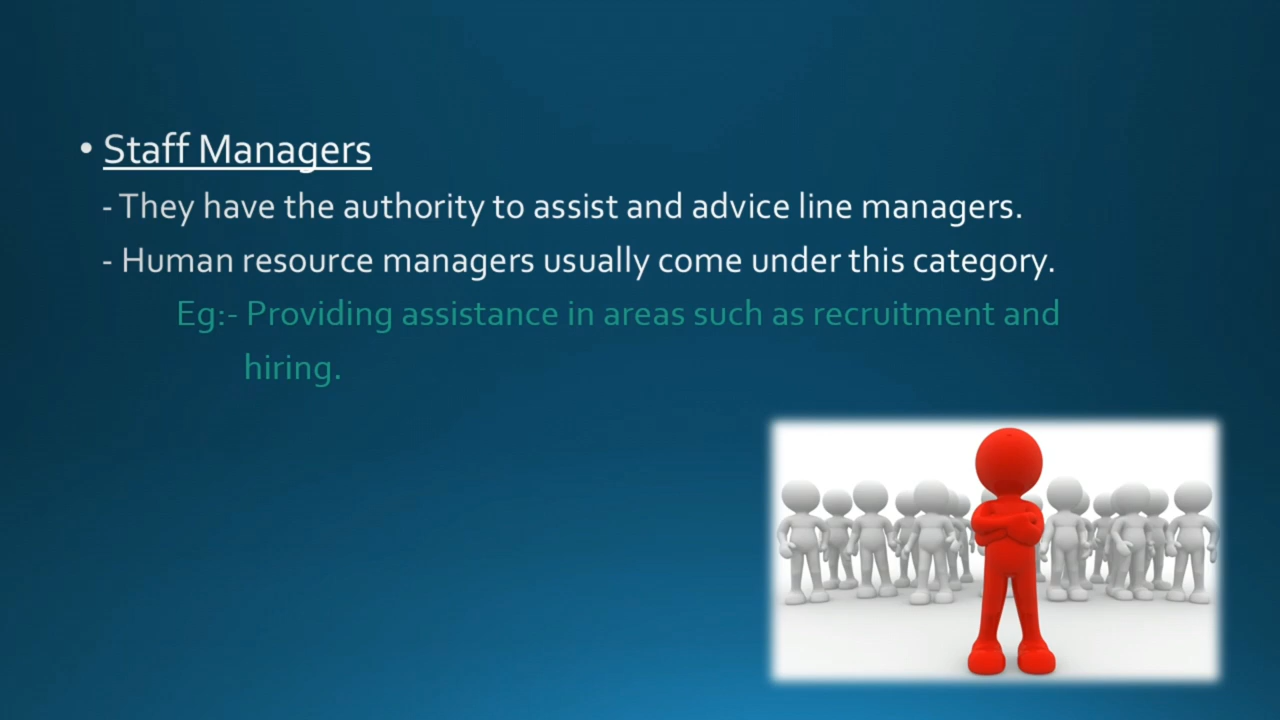 • Staff Managers
- They have the authority to assist and advice line managers.
- Human resource managers usually come under this category.
Eg:- Providing assistance in areas such as recruitment and
hiring.